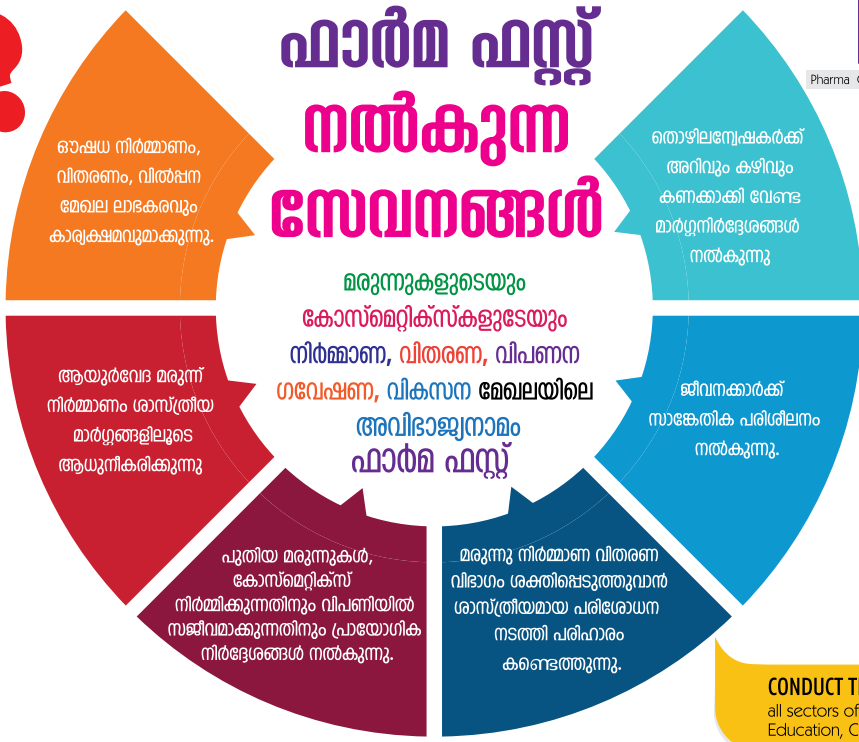 ഫാർമ ഫസ്റ്റ്
നൽകുന്ന
സേവനങ്ങൾ
മരുന്നുകളുടെയും
കോസ്മെറ്റിക്സ്കളുടേയും
നിർമ്മാണ, വിതരണ, വിപണന
ഗവേഷണ, വികസന മേഖലയിലെ
അവിഭാജ്യനാമം
ഫാർമ ഫസ്റ്റ്
ഔഷധ നിർമ്മാണം,
വിതരണം, വിൽപ്പന
മേഖല ലാഭകരവും
കാര്യക്ഷമവുമാക്കുന്നു.
ആയുർവേദ മരുന്ന്
നിർമ്മാണം ശാസ്ത്രീയ
മാർഗ്ഗങ്ങളിലൂടെ
ആധുനീകരിക്കുന്നു
പുതിയ മരുന്നുകൾ,
കോസ്മെറ്റിക്സ്
നിർമ്മിക്കുന്നതിനും വിപണിയിൽ
സജീവമാക്കുന്നതിനും പ്രായോഗിക
നിർദ്ദേശങ്ങൾ നൽകുന്നു.
മരുന്നു നിർമ്മാണ വിതരണ
വിഭാഗം ശക്തിപ്പെടുത്തുവാൻ
ശാസ്ത്രീയമായ പരിശോധന
നടത്തി പരിഹാരം
കണ്ടെത്തുന്നു.
ജീവനക്കാർക്ക്
സാങ്കേതിക പരിശീലനം
നൽകുന്നു.
തൊഴിലന്വേഷകർക്ക്
അറിവും കഴിവും
കണക്കാക്കി വേണ്ട
മാർഗ്ഗനിർദ്ദേശങ്ങൾ
നൽകുന്നു
Pharma
CONDUCT
all sectors of
Education,